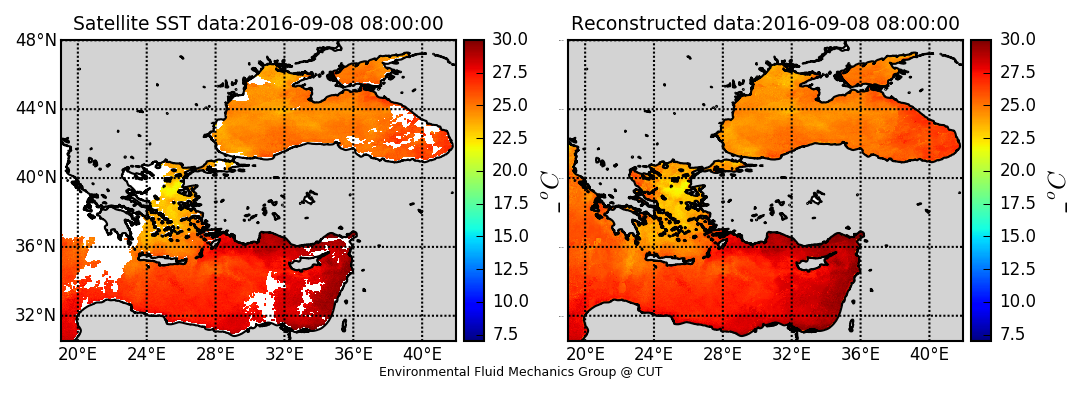 Satellite SST data:2016-09-08 08:00:00
48°N
44°N
40°N
36°N
32°N
20°E 24°E 28°E 32°E 36°E 40°E
30.0
27.5
25.0
22.5
20.0
17.5
15.0
12.5
10.0
7.5
°C
Reconstructed data:2016-09-08 08:00:00
20°E 24°E 28°E 32°E 36°E 40°E
30.0
27.5
25.0
22.5
20.0
17.5
15.0
12.5
10.0
7.5
°C
Environmental Fluid Mechanics Group @ CUT